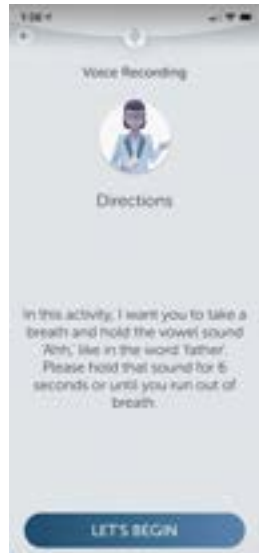 Voice Recording
Directions
In this activity, I want you to take a
breath and hold the vowel sound
'Ahh,' like in the word 'father'.
Please hold that sound for 6
seconds or until you run out of
breath.
LET'S BEGIN